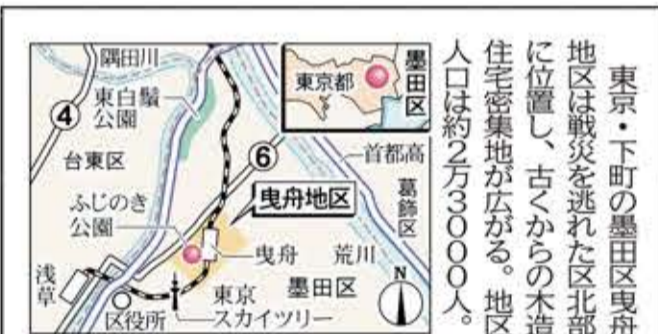 東京・下町の墨田区曳舟
地区は戦災を逃れた区北部
に位置し、古くからの木造
住宅密集地が広がる。地区
人口は約2万3000人。
墨田区
東京都
隅田川
東白鬚
公園
4
台東区
6
首都高
葛飾区
曳舟地区
ふじのき
公園
曳舟
荒川
浅草
区役所
東京
スカイツリー
墨田区
N